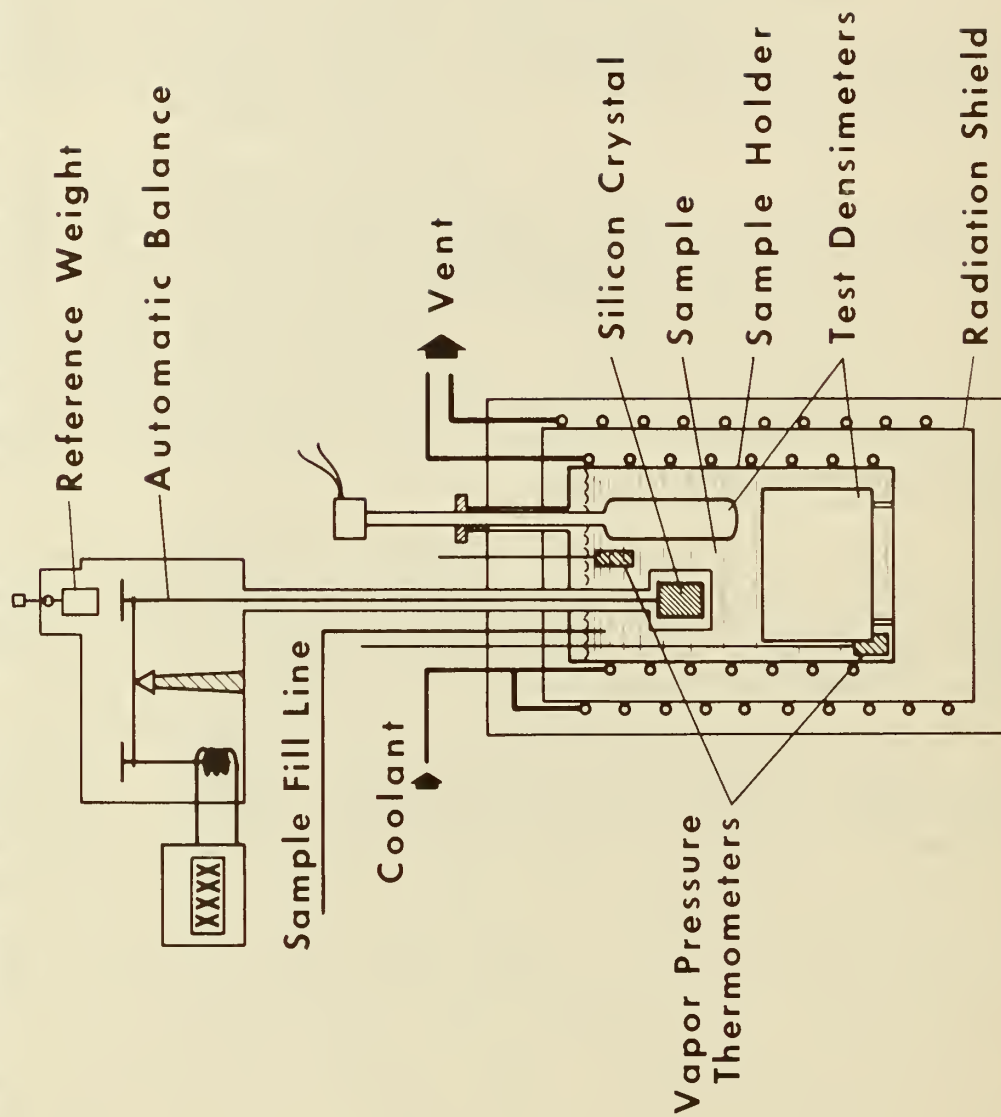 Reference Weight
Automatic Balance
XXXX
Sample Fill Line
Coolant
Vent
Silicon Crystal
Sample
Sample Holder
Test Densimeters
Radiation Shield
Vapor Pressure
Thermometers